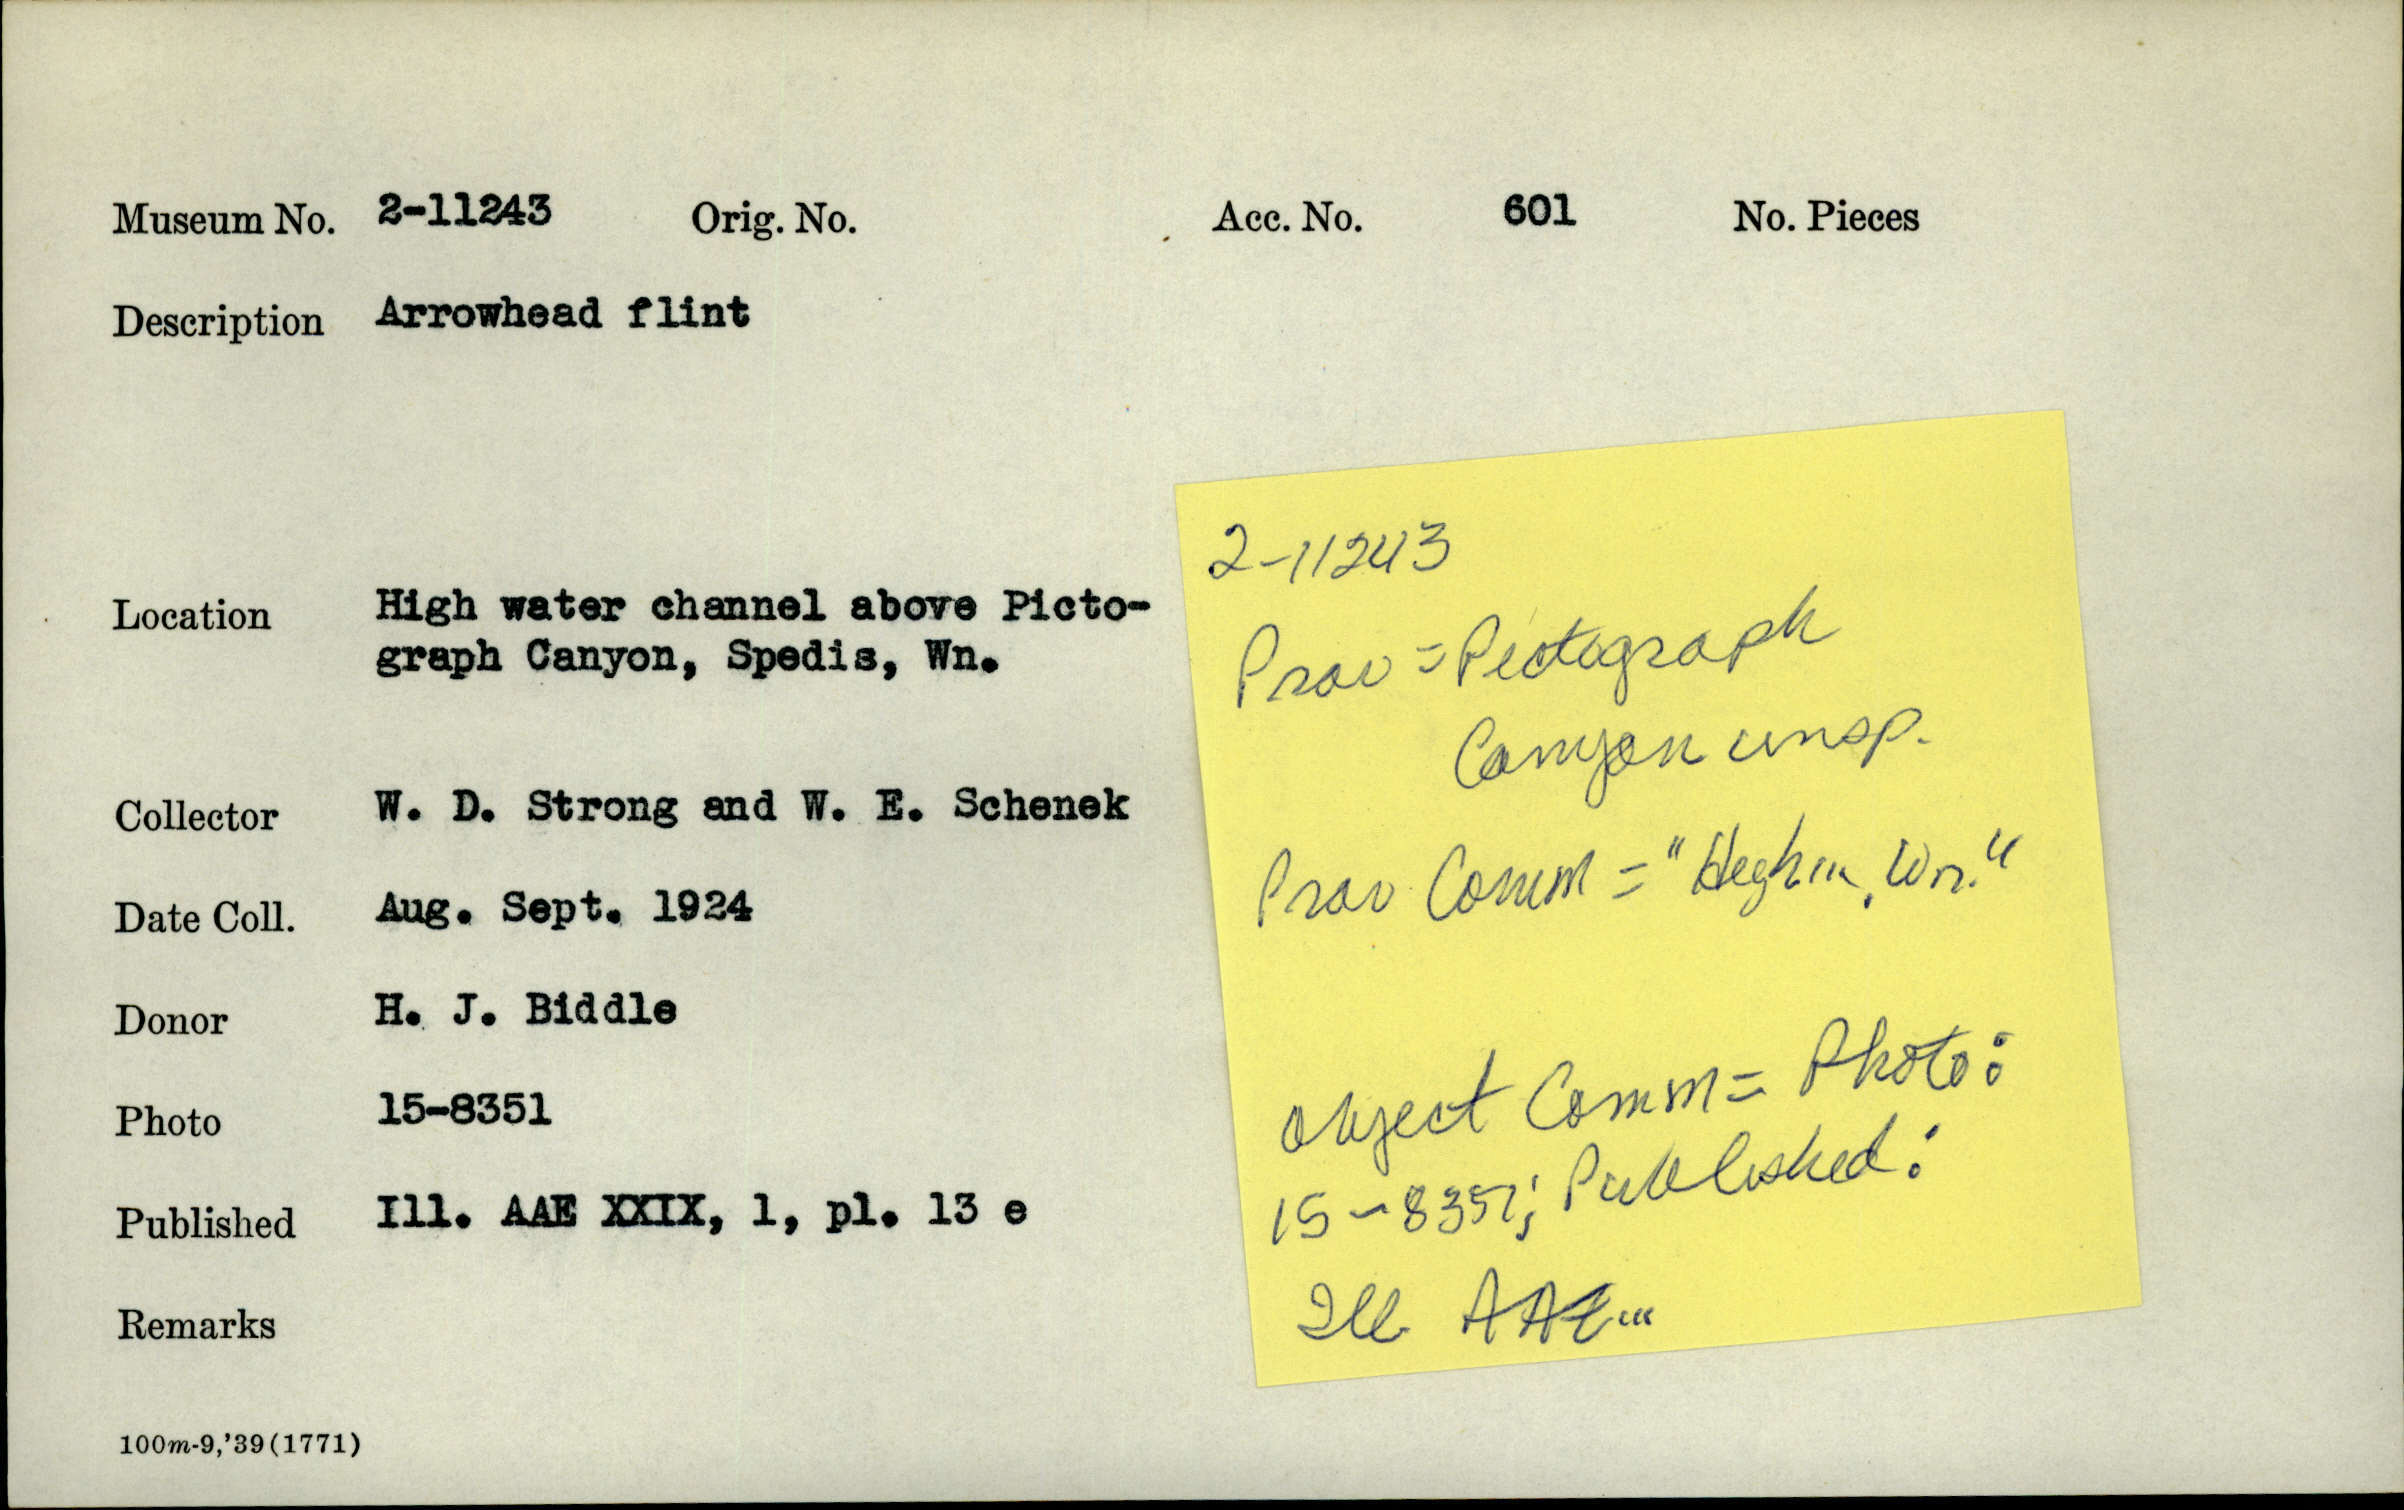 Museum No. 2-11243 Orig. No. Acc. No. 601 No. Pieces
Description Arrowhead flint
Location High water channel above Picto-
graph Canyon, Spedis, Wn.
Collector W. D. Strong and W. E. Schenek
Date Coll. Aug. Sept. 1924
Donor H. J. Biddle
Photo 15-8351
Published Ill. AAE XXIX, 1, pl. 13 e
Remarks
100m-9,'39(1771)
2-11243
Prov = Pictograph
Canyon unsp.
Prov Comm = "High ... Wn."
Object Comm = Photo:
15-8351; Published:
Ill. AAE...